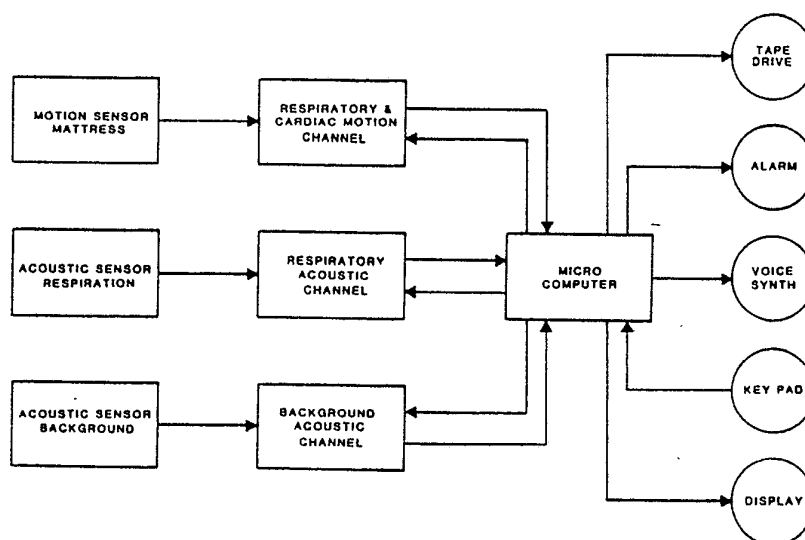 MOTION SENSOR
MATTRESS
RESPIRATORY &
CARDIAC MOTION
CHANNEL
ACOUSTIC SENSOR
RESPIRATION
RESPIRATORY
ACOUSTIC
CHANNEL
ACOUSTIC SENSOR
BACKGROUND
BACKGROUND
ACOUSTIC
CHANNEL
MICRO
COMPUTER
TAPE
DRIVE
ALARM
VOICE
SYNTH
KEY PAD
DISPLAY